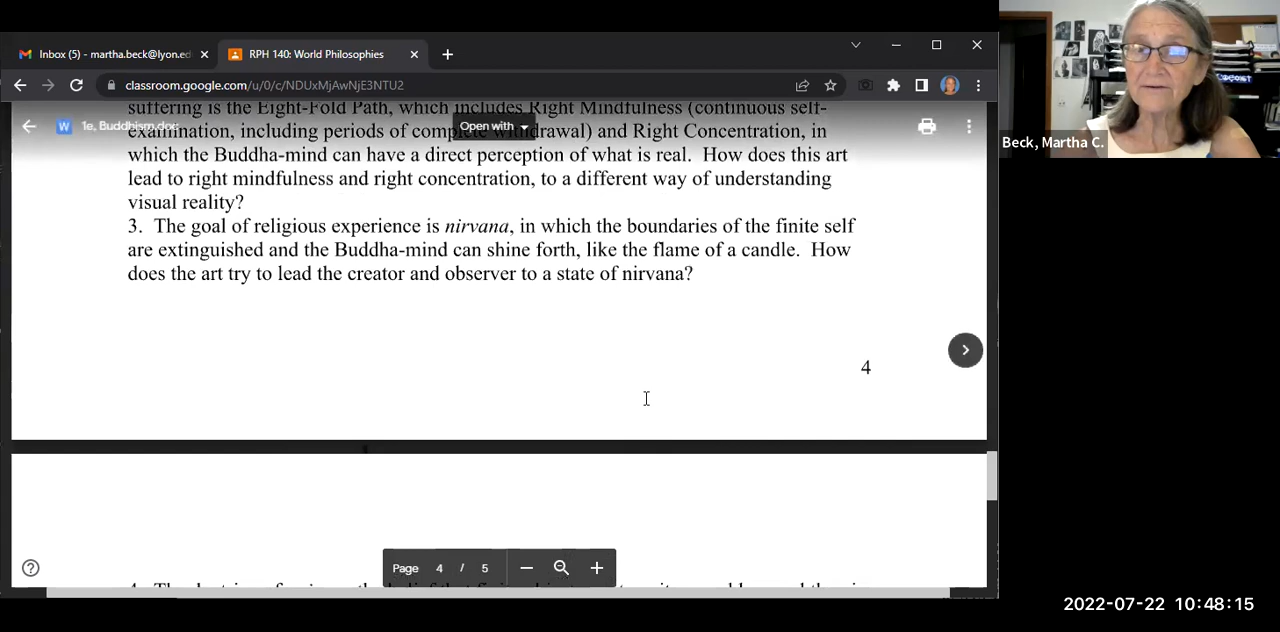 Inbox (5) - martha.beck@lyon.ed
RPH 140: World Philosophies
classroom.google.com/u/0/c/NDUxMjAwNjE3NTU2
suffering is the Eight-Fold Path, which includes Right Mindfulness (continuous self-
1e, Buddhism.doc
Open with
examination, including periods of complete withdrawal) and Right Concentration, in
which the Buddha-mind can have a direct perception of what is real. How does this art
lead to right mindfulness and right concentration, to a different way of understanding
visual reality?
3. The goal of religious experience is nirvana, in which the boundaries of the finite self
are extinguished and the Buddha-mind can shine forth, like the flame of a candle. How
does the art try to lead the creator and observer to a state of nirvana?
4
Page 4 / 5
Beck, Martha C.
2022-07-22 10:48:15